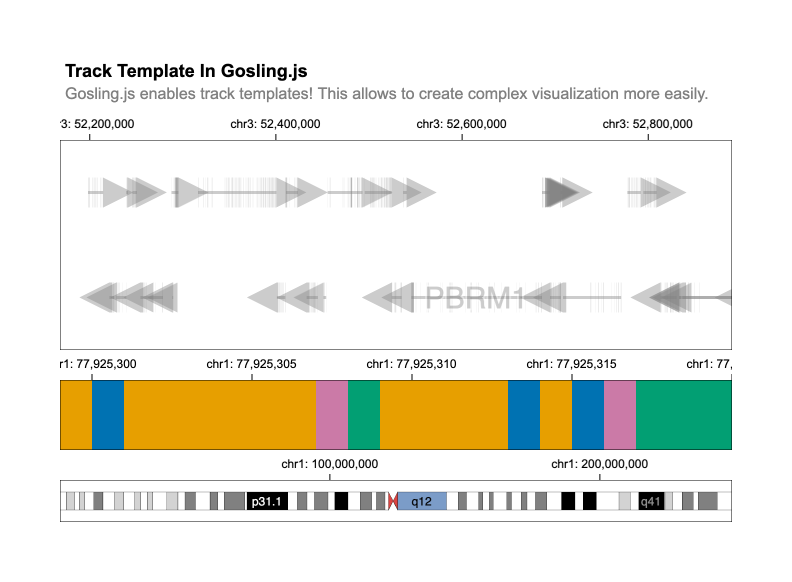 Track Template In Gosling.js
Gosling.js enables track templates! This allows to create complex visualization more easily.
r3: 52,200,000 chr3: 52,400,000 chr3: 52,600,000 chr3: 52,800,000
PBRM1
r1: 77,925,300 chr1: 77,925,305 chr1: 77,925,310 chr1: 77,925,315 chr1: 77,
chr1: 100,000,000 chr1: 200,000,000
p31.1 q12 q41